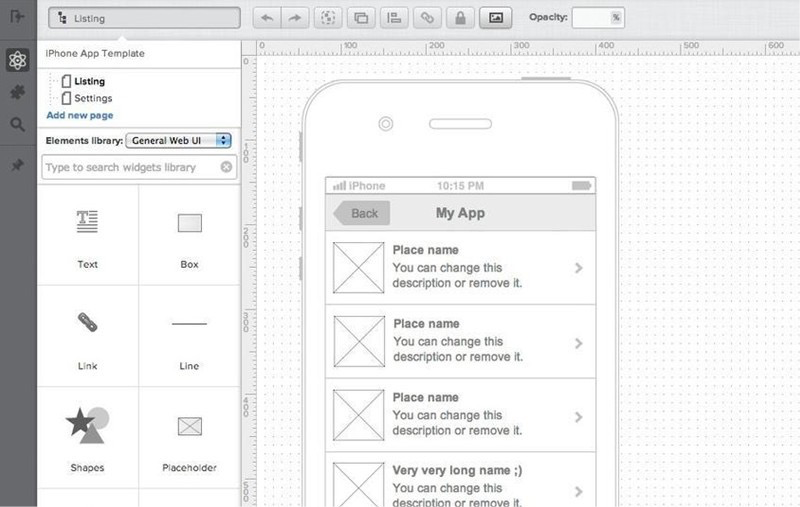 Listing
Opacity:
%
iPhone App Template
Listing
Settings
Add new page
Elements library: General Web UI
Type to search widgets library
Text
Box
Link
Line
Shapes
Placeholder
0 100 200 300 400 500 600
0
100
200
300
400
500
iPhone 10:15 PM
Back My App
Place name
You can change this
description or remove it.
Place name
You can change this
description or remove it.
Place name
You can change this
description or remove it.
Very very long name ;)
You can change this
description or remove it.